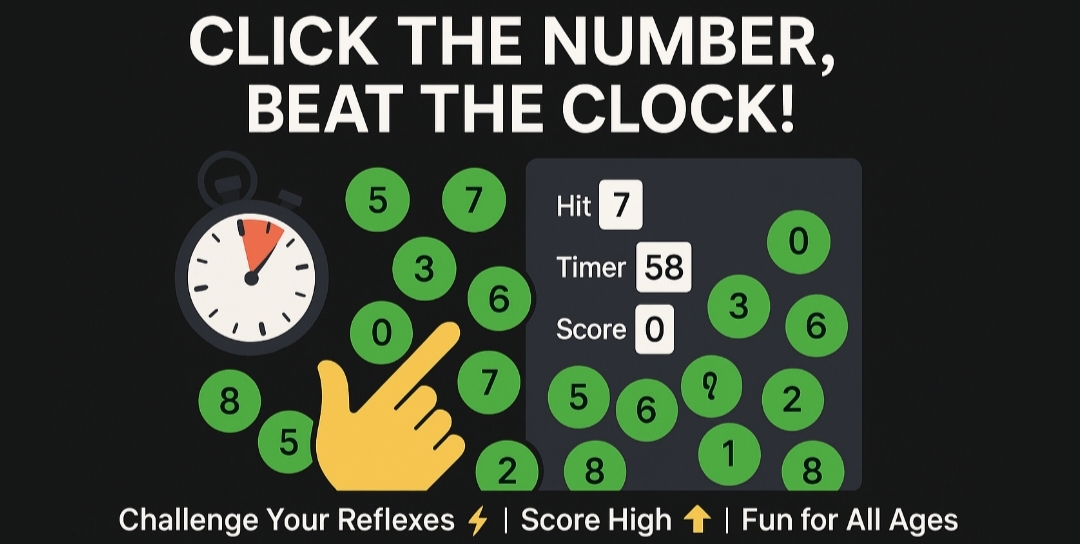 CLICK THE NUMBER,
BEAT THE CLOCK!
5 7
3
6
0
7
8
5
2
Hit 7
Timer 58
Score 0
0
3
6
5
6
2
1
8
8
Challenge Your Reflexes ⚡ | Score High ⬆ | Fun for All Ages